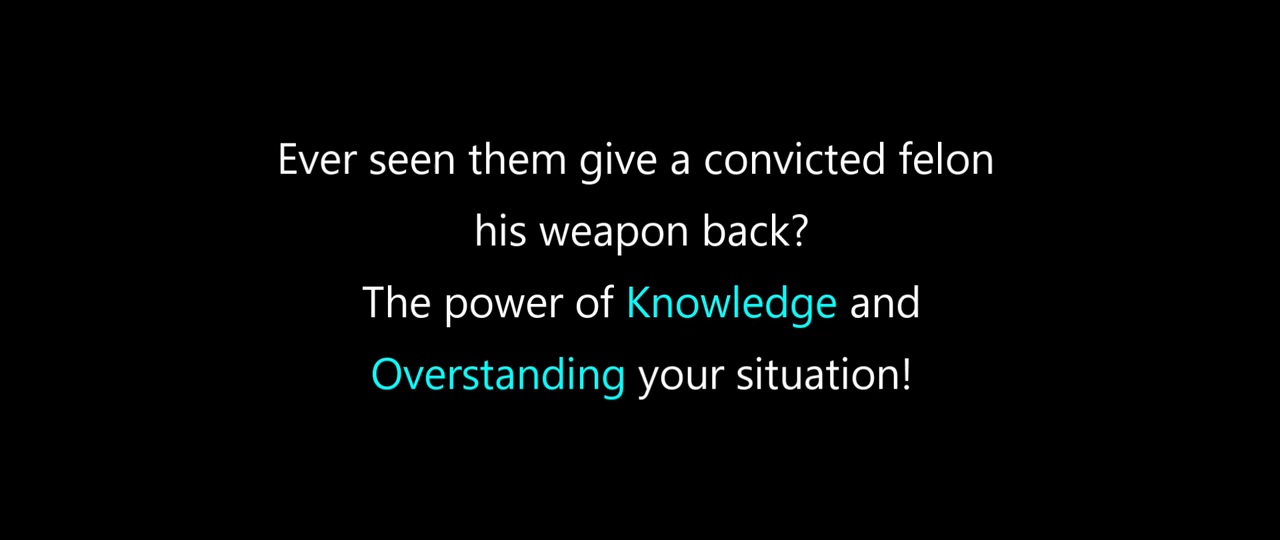 Ever seen them give a convicted felon
his weapon back?
The power of Knowledge and
Overstanding your situation!